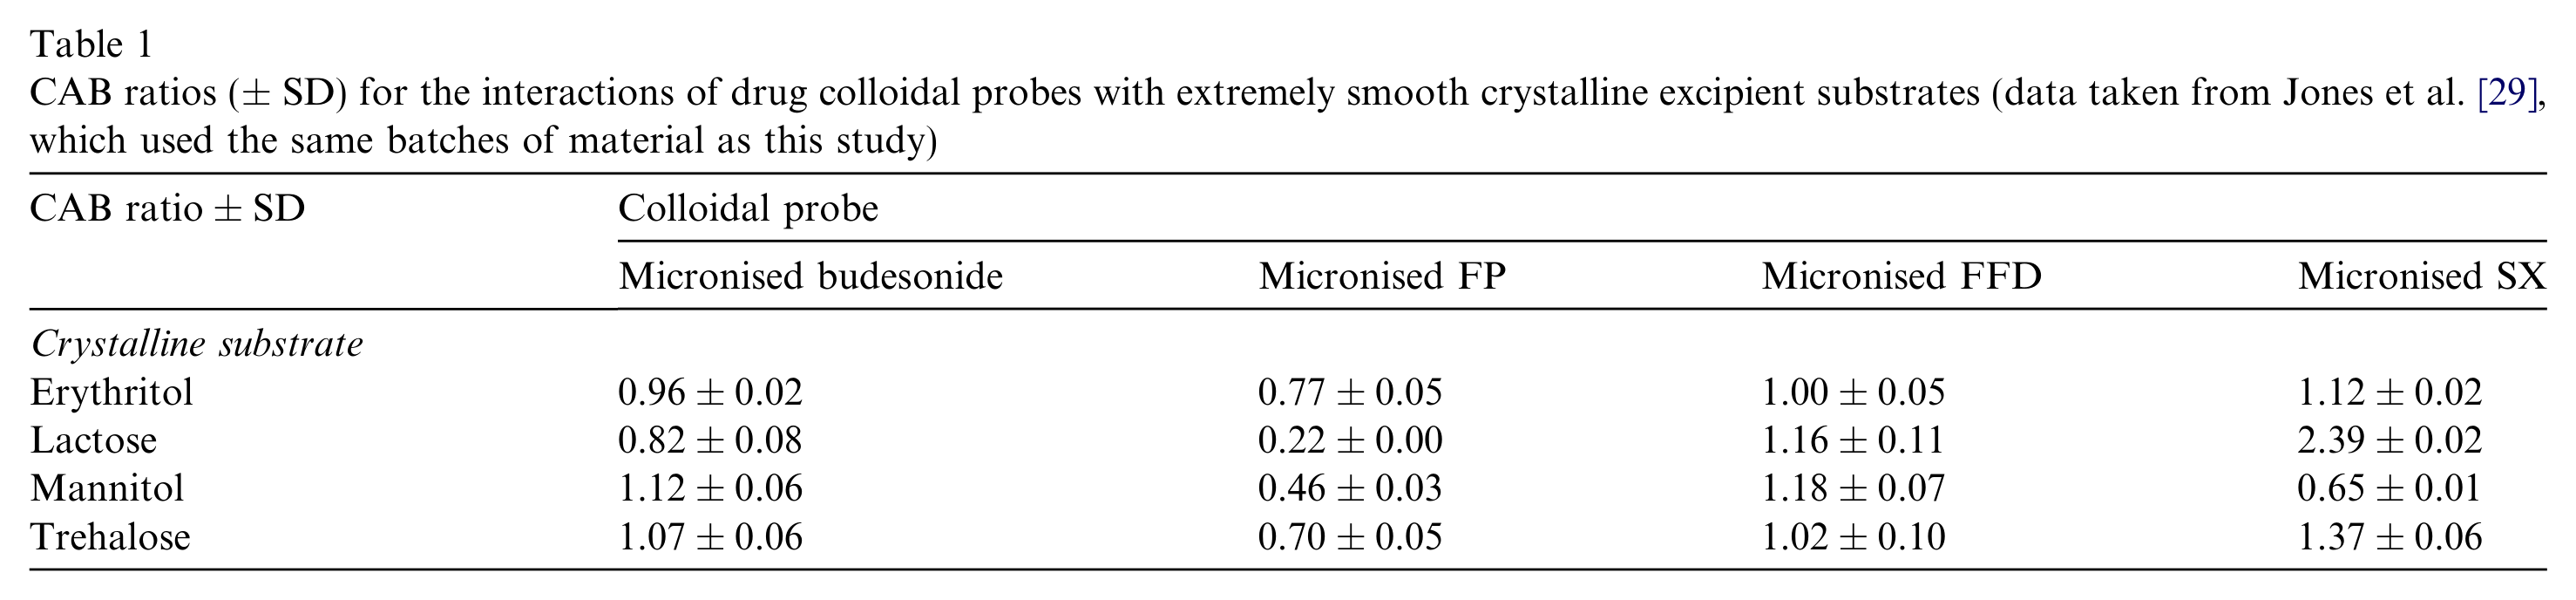 Table 1
CAB ratios (± SD) for the interactions of drug colloidal probes with extremely smooth crystalline excipient substrates (data taken from Jones et al. [29],
which used the same batches of material as this study)
CAB ratio ± SD Colloidal probe
Micronised budesonide Micronised FP Micronised FFD Micronised SX
Crystalline substrate
Erythritol 0.96 ± 0.02 0.77 ± 0.05 1.00 ± 0.05 1.12 ± 0.02
Lactose 0.82 ± 0.08 0.22 ± 0.00 1.16 ± 0.11 2.39 ± 0.02
Mannitol 1.12 ± 0.06 0.46 ± 0.03 1.18 ± 0.07 0.65 ± 0.01
Trehalose 1.07 ± 0.06 0.70 ± 0.05 1.02 ± 0.10 1.37 ± 0.06